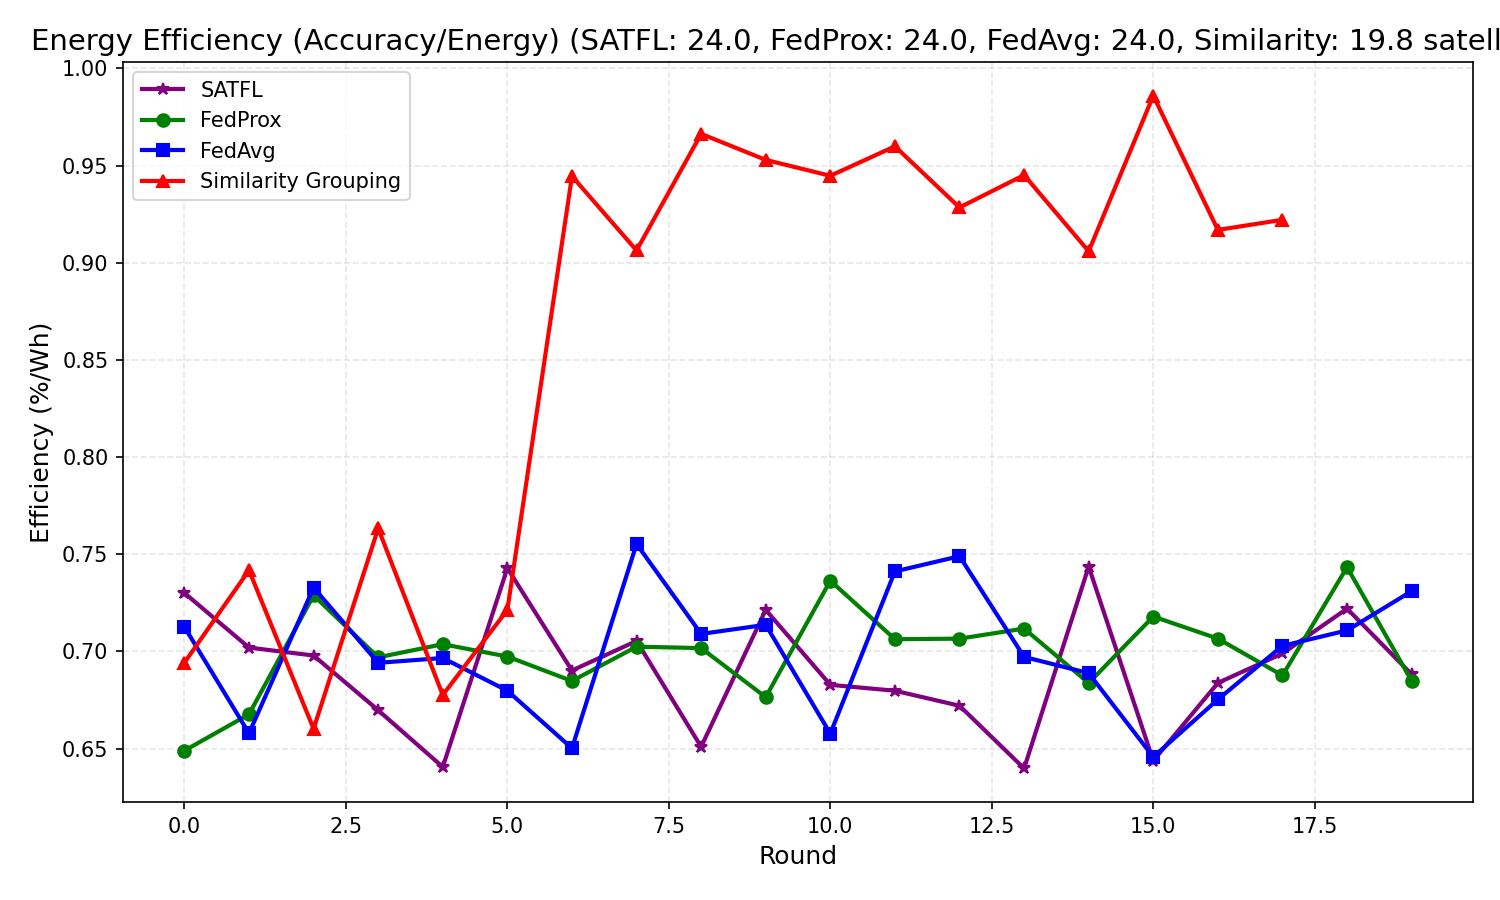 Energy Efficiency (Accuracy/Energy) (SATFL: 24.0, FedProx: 24.0, FedAvg: 24.0, Similarity: 19.8 satell
SATFL
FedProx
FedAvg
Similarity Grouping
1.00
0.95
0.90
0.85
0.80
0.75
0.70
0.65
Efficiency (%/Wh)
0.0 2.5 5.0 7.5 10.0 12.5 15.0 17.5
Round